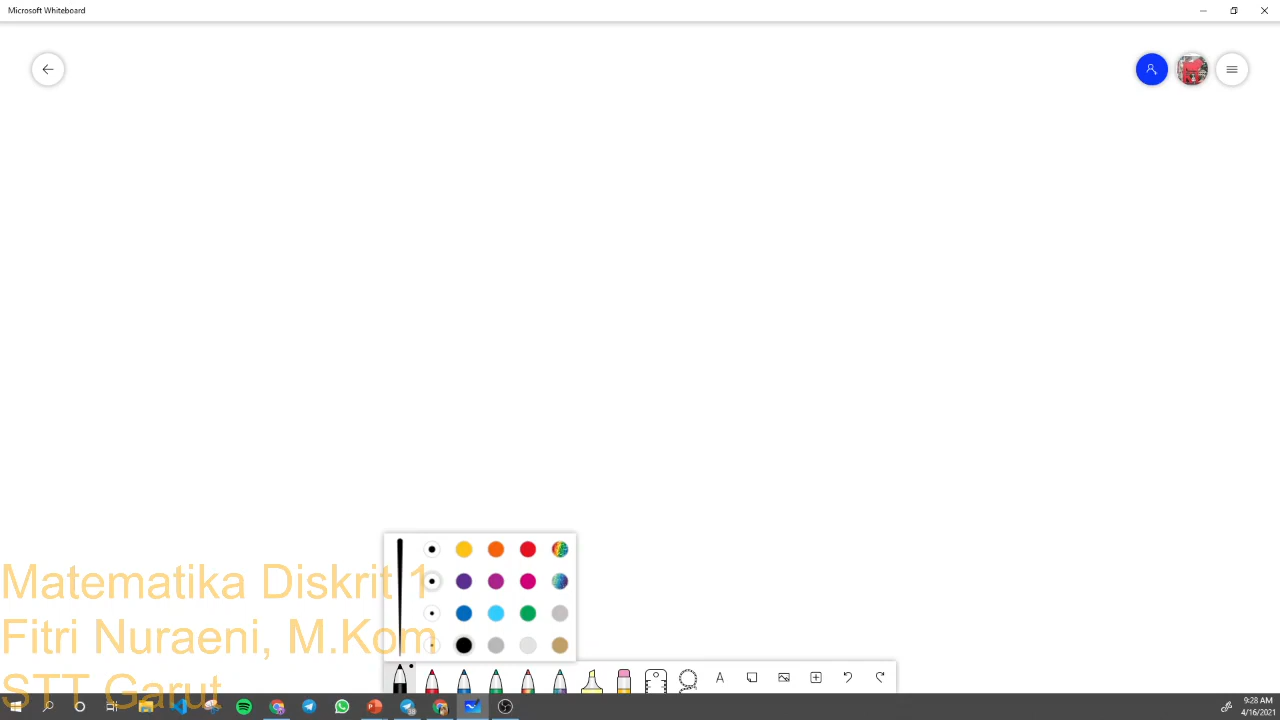 Microsoft Whiteboard
A
Matematika Diskrit 1
Fitri Nuraeni, M.Kom
STT Garut
9:28 AM
4/16/2021